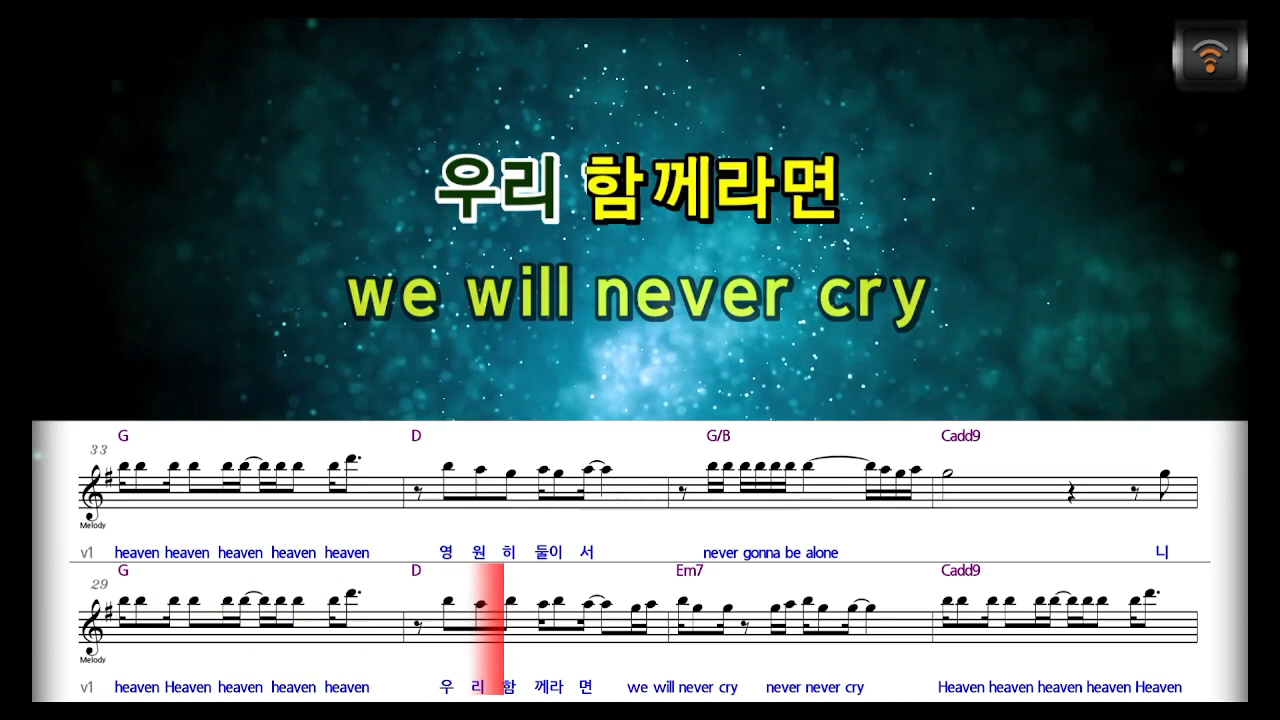 우리 함께라면
we will never cry
G D G/B Cadd9
33
Melody
v1 heaven heaven heaven heaven heaven 영 원 히 둘이 서 never gonna be alone 니
G D Em7 Cadd9
29
Melody
v1 heaven Heaven heaven heaven heaven 우 리 함 께라 면 we will never cry never never cry Heaven heaven heaven heaven Heaven